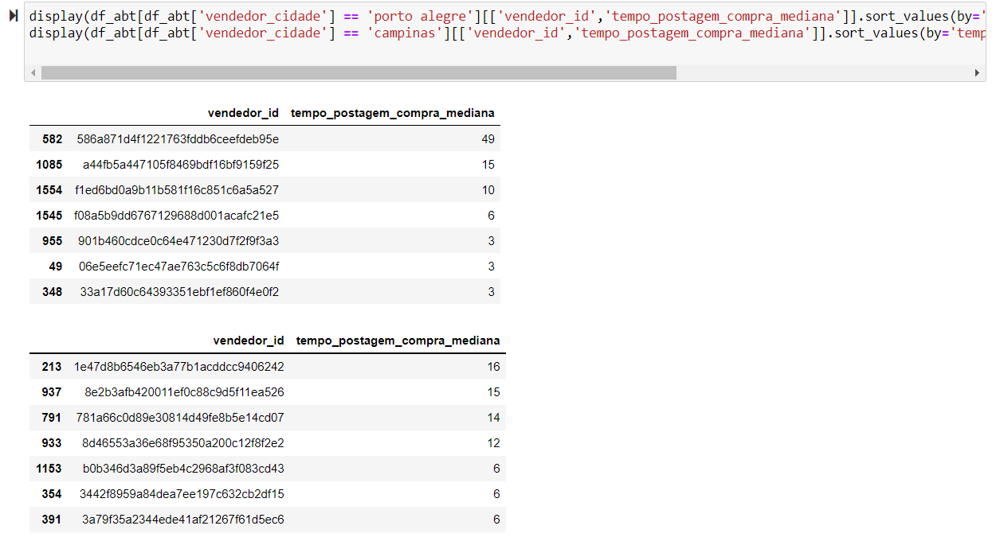 display(df_abt[df_abt['vendedor_cidade'] == 'porto alegre'][['vendedor_id','tempo_postagem_compra_mediana']].sort_values(by='
display(df_abt[df_abt['vendedor_cidade'] == 'campinas'][['vendedor_id','tempo_postagem_compra_mediana']].sort_values(by='temp
vendedor_id tempo_postagem_compra_mediana
582 586a871d4f1221763fddb6ceefdeb95e 49
1085 a44fb5a447105f8469bdf16bf9159f25 15
1554 f1ed6bd0a9b11b581f16c851c6a5a527 10
1545 f08a5b9dd6767129688d001acafc21e5 6
955 901b460cdce0c64e471230d7f2f9f3a3 3
49 06e5eefc71ec47ae763c5c6f8db7064f 3
348 33a17d60c64393351ebf1ef860f4e0f2 3
vendedor_id tempo_postagem_compra_mediana
213 1e47d8b6546eb3a77b1acddcc9406242 16
937 8e2b3afb420011ef0c88c9d5f11ea526 15
791 781a66c0d89e30814d49fe8b5e14cd07 14
933 8d46553a36e68f95350a200c12f8f2e2 12
1153 b0b346d3a89f5eb4c2968af3f083cd43 6
354 3442f8959a84dea7ee197c632cb2df15 6
391 3a79f35a2344ede41af21267f61d5ec6 6